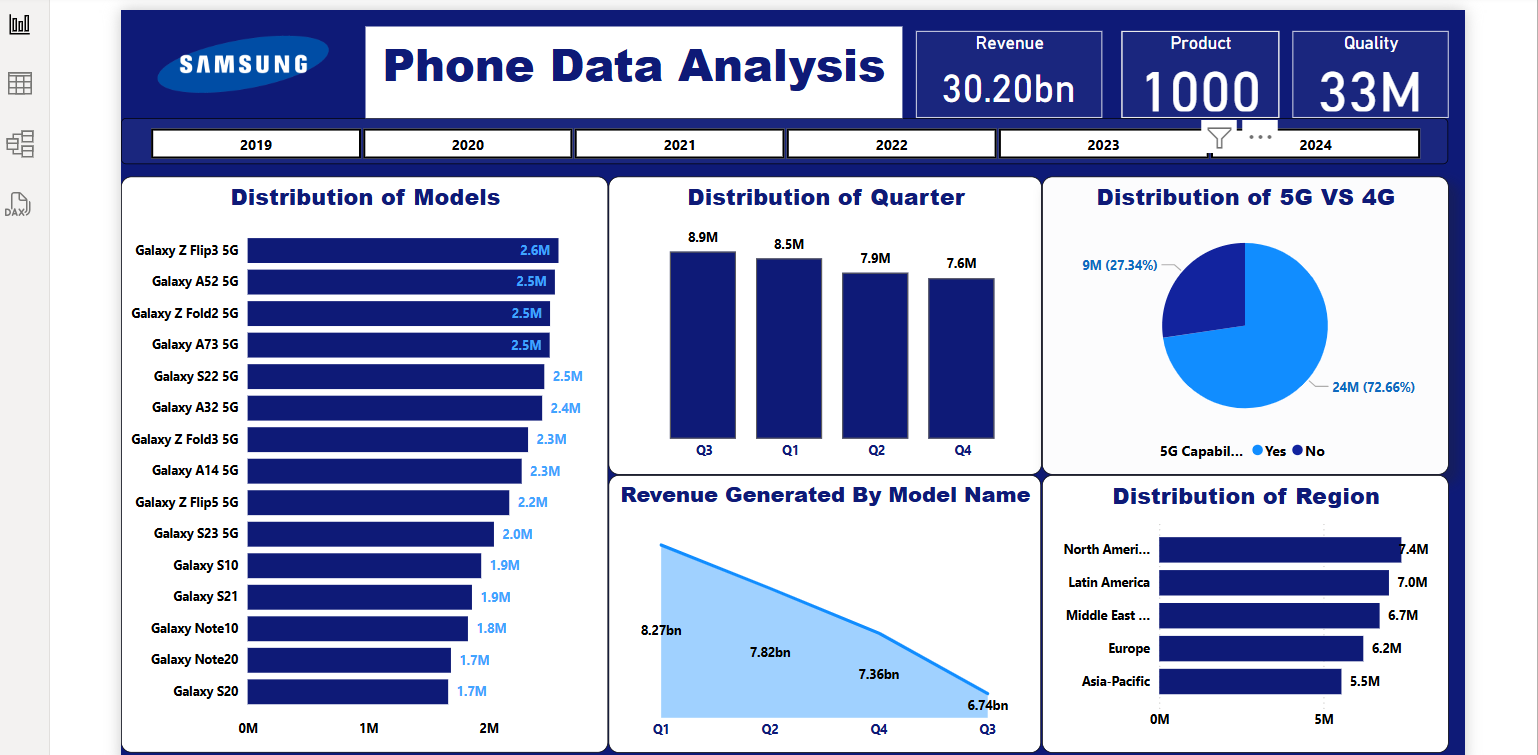 SAMSUNG
Phone Data Analysis
Revenue
30.20bn
Product
1000
Quality
33M
2019
2020
2021
2022
2023
2024
DAX
Distribution of Models
Galaxy Z Flip3 5G 2.6M
Galaxy A52 5G 2.5M
Galaxy Z Fold2 5G 2.5M
Galaxy A73 5G 2.5M
Galaxy S22 5G 2.5M
Galaxy A32 5G 2.4M
Galaxy Z Fold3 5G 2.3M
Galaxy A14 5G 2.3M
Galaxy Z Flip5 5G 2.2M
Galaxy S23 5G 2.0M
Galaxy S10 1.9M
Galaxy S21 1.9M
Galaxy Note10 1.8M
Galaxy Note20 1.7M
Galaxy S20 1.7M
0M 1M 2M
Distribution of Quarter
8.9M 8.5M 7.9M 7.6M
Q3 Q1 Q2 Q4
Distribution of 5G VS 4G
9M (27.34%)
24M (72.66%)
5G Capabil... Yes No
Revenue Generated By Model Name
8.27bn
7.82bn
7.36bn
6.74bn
Q1 Q2 Q4 Q3
Distribution of Region
North Ameri... 7.4M
Latin America 7.0M
Middle East ... 6.7M
Europe 6.2M
Asia-Pacific 5.5M
0M 5M